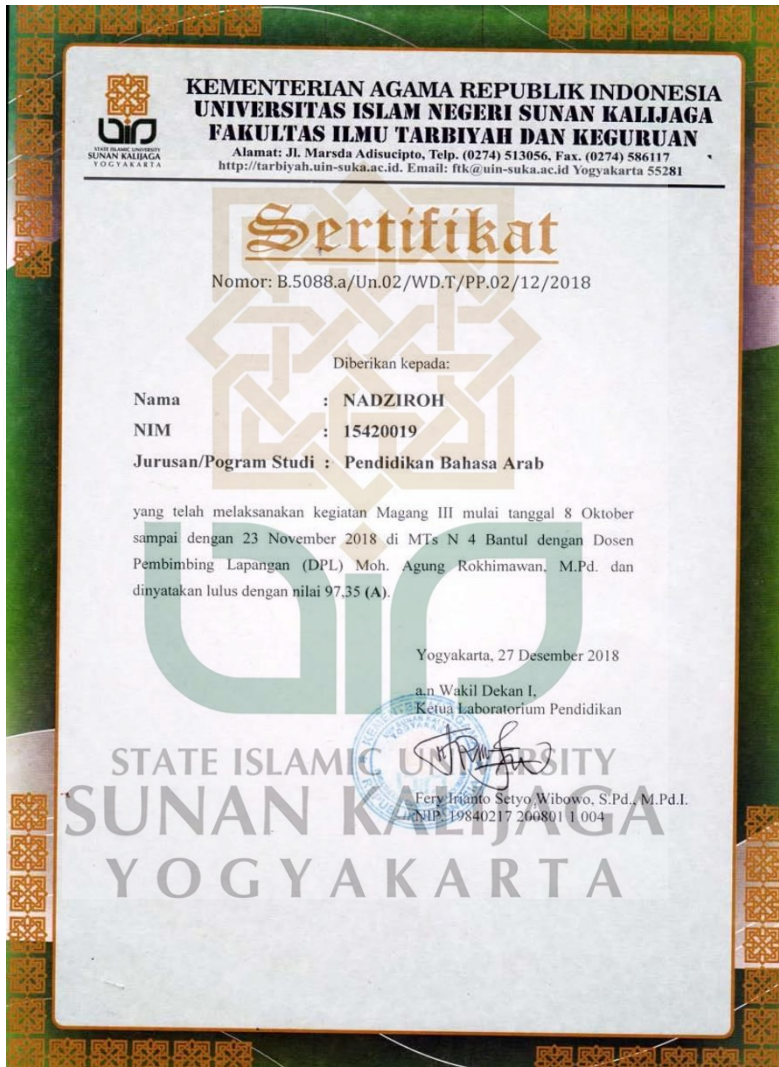 KEMENTERIAN AGAMA REPUBLIK INDONESIA
UNIVERSITAS ISLAM NEGERI SUNAN KALIJAGA
FAKULTAS ILMU TARBIYAH DAN KEGURUAN
Alamat: Jl. Marsda Adisucipto, Telp. (0274) 513056, Fax. (0274) 586117
http://tarbiyah.uin-suka.ac.id. Email: ftk@uin-suka.ac.id Yogyakarta 55281
uin
STATE ISLAMIC UNIVERSITY
SUNAN KALIJAGA
YOGYAKARTA
Sertifikat
Nomor: B.5088.a/Un.02/WD.T/PP.02/12/2018
Diberikan kepada:
Nama : NADZIROH
NIM : 15420019
Jurusan/Pogram Studi : Pendidikan Bahasa Arab
yang telah melaksanakan kegiatan Magang III mulai tanggal 8 Oktober
sampai dengan 23 November 2018 di MTs N 4 Bantul dengan Dosen
Pembimbing Lapangan (DPL) Moh. Agung Rokhimawan, M.Pd. dan
dinyatakan lulus dengan nilai 97,35 (A).
Yogyakarta, 27 Desember 2018
a.n Wakil Dekan I,
Ketua Laboratorium Pendidikan
Fery Irianto Setyo Wibowo, S.Pd., M.Pd.I.
NIP. 19840217 200801 1 004
STATE ISLAMIC UNIVERSITY
SUNAN KALIJAGA
YOGYAKARTA